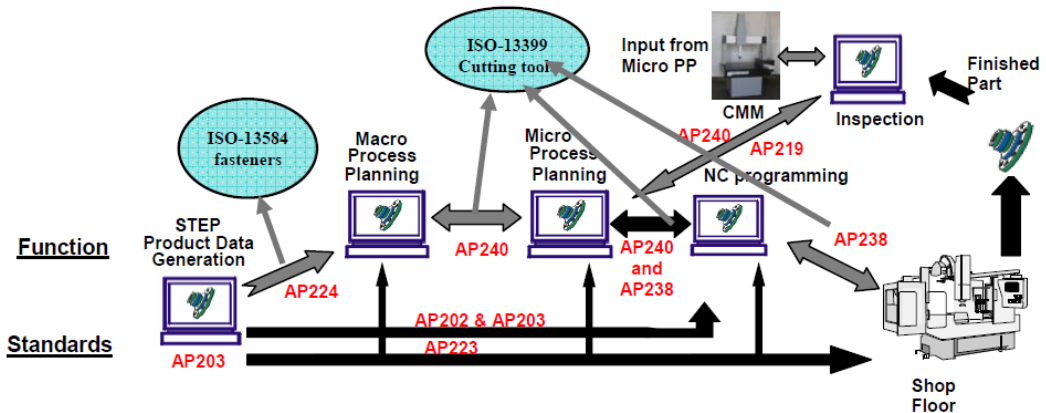 ISO-13399
Cutting tool
Input from
Micro PP
CMM
Inspection
Finished
Part
ISO-13584
fasteners
Macro
Process
Planning
Micro
Process
Planning
AP240
AP219
NC programming
STEP
Product Data
Generation
Function
AP224
AP240
AP240
and
AP238
AP238
AP202 & AP203
AP223
Standards
AP203
Shop
Floor